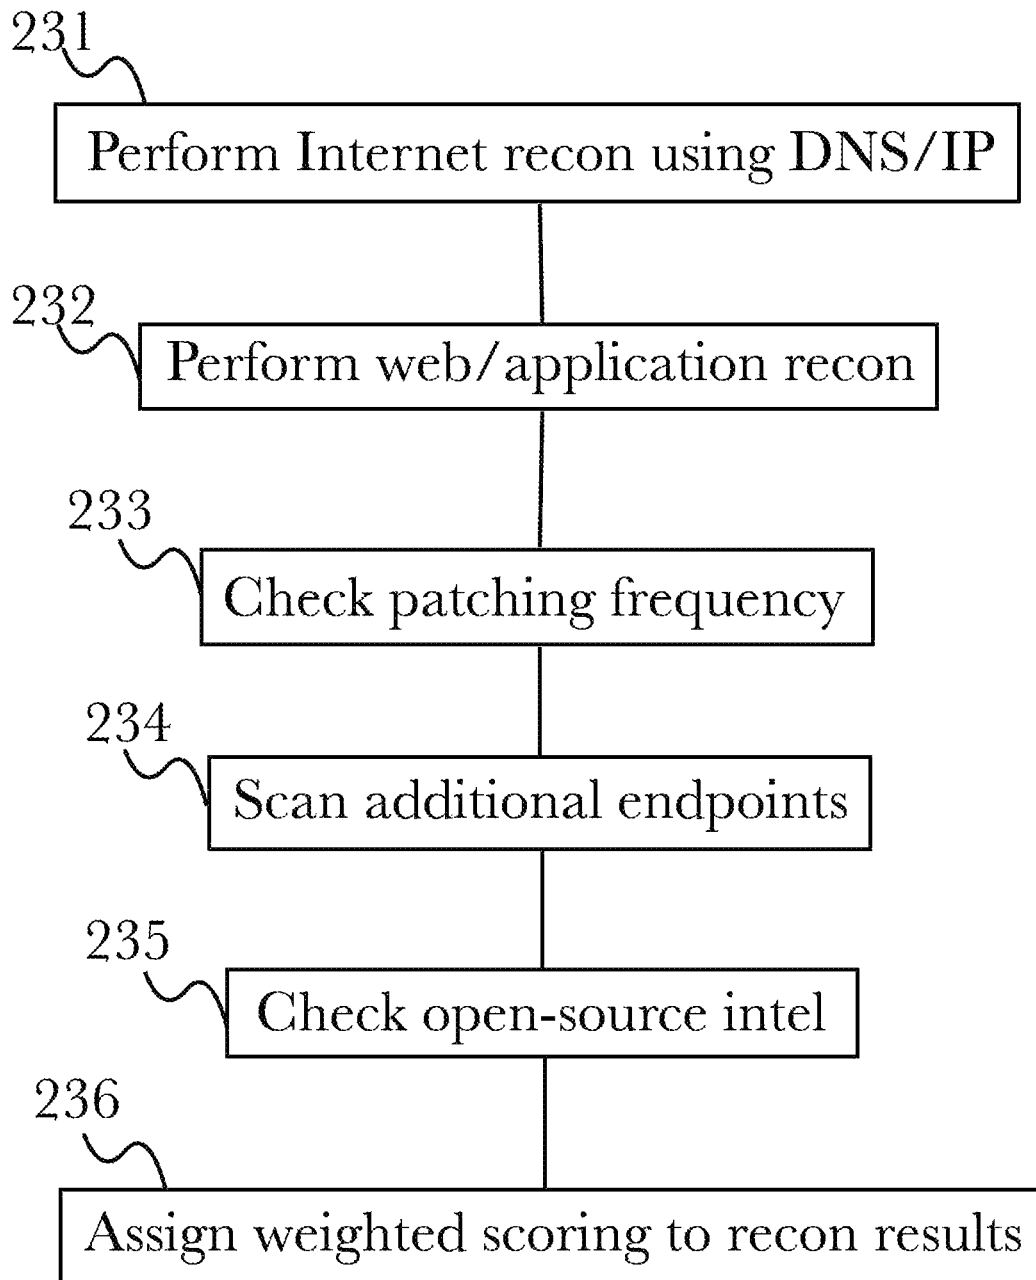 231
Perform Internet recon using DNS/IP
232
Perform web/application recon
233
Check patching frequency
234
Scan additional endpoints
235
Check open-source intel
236
Assign weighted scoring to recon results